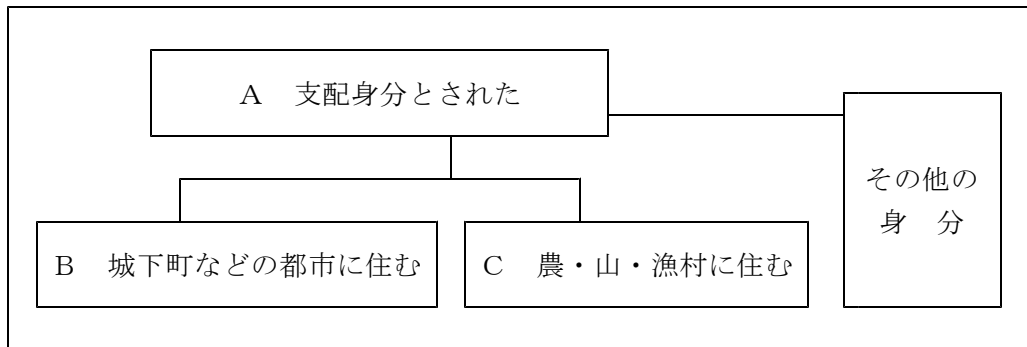 A　支配身分とされた
その他の
身　分
B　城下町などの都市に住む
C　農・山・漁村に住む